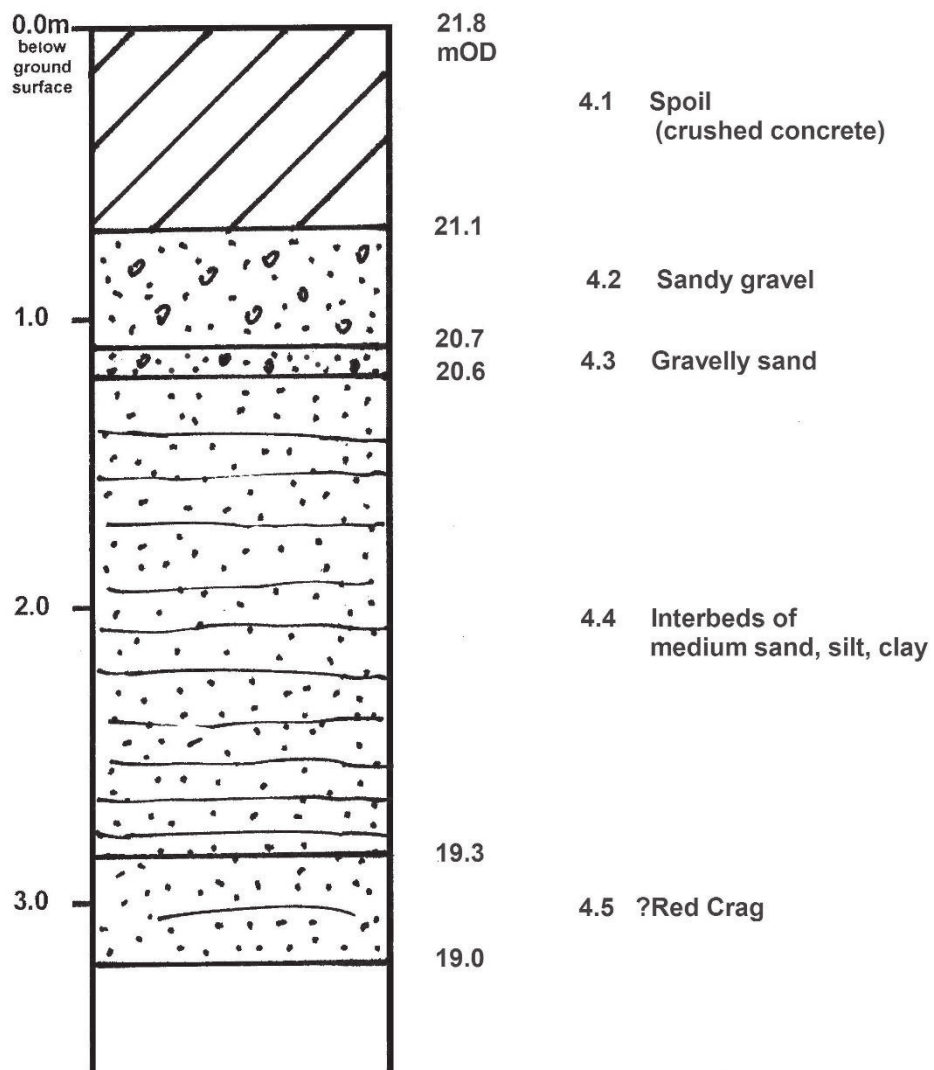 0.0m
below
ground
surface
21.8
mOD
4.1 Spoil
(crushed concrete)
21.1
4.2 Sandy gravel
1.0
20.7
20.6
4.3 Gravelly sand
2.0
4.4 Interbeds of
medium sand, silt, clay
19.3
3.0
4.5 ?Red Crag
19.0